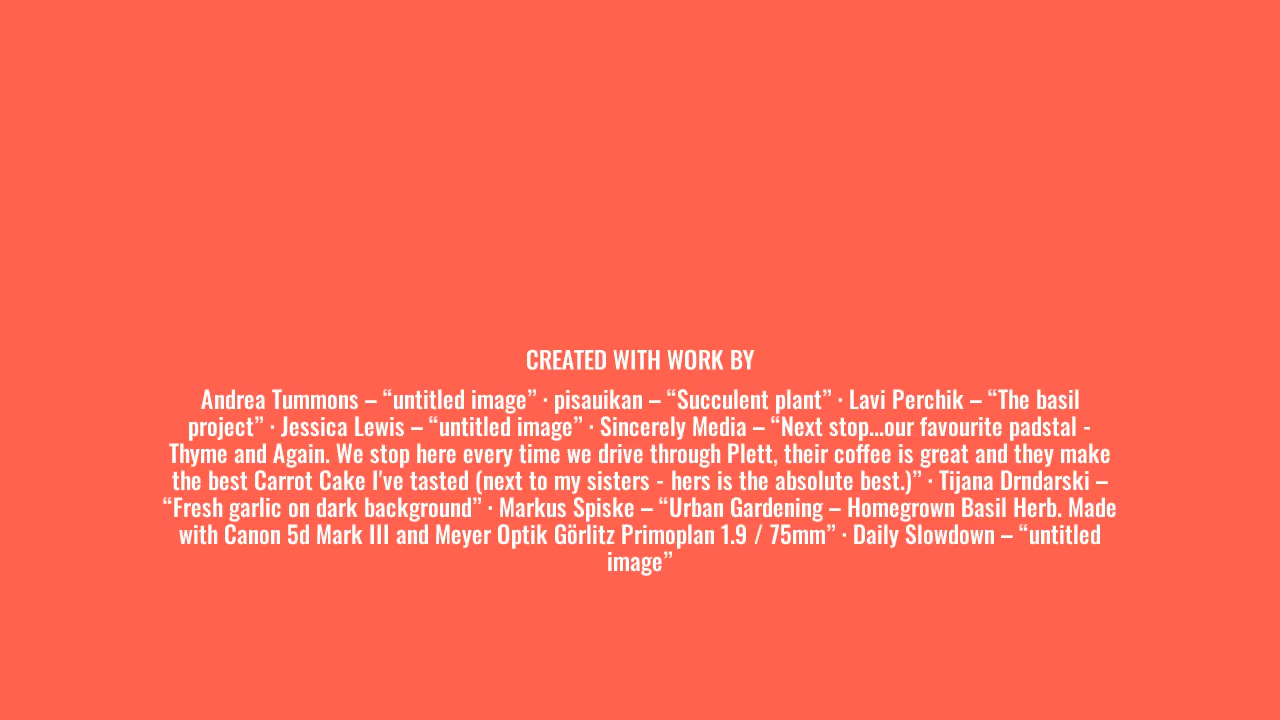 CREATED WITH WORK BY
Andrea Tummons – “untitled image” · pisauikan – “Succulent plant” · Lavi Perchik – “The basil
project” · Jessica Lewis – “untitled image” · Sincerely Media – “Next stop...our favourite padstal -
Thyme and Again. We stop here every time we drive through Plett, their coffee is great and they make
the best Carrot Cake I've tasted (next to my sisters - hers is the absolute best.)” · Tijana Drndarski –
“Fresh garlic on dark background” · Markus Spiske – “Urban Gardening – Homegrown Basil Herb. Made
with Canon 5d Mark III and Meyer Optik Görlitz Primoplan 1.9 / 75mm” · Daily Slowdown – “untitled
image”